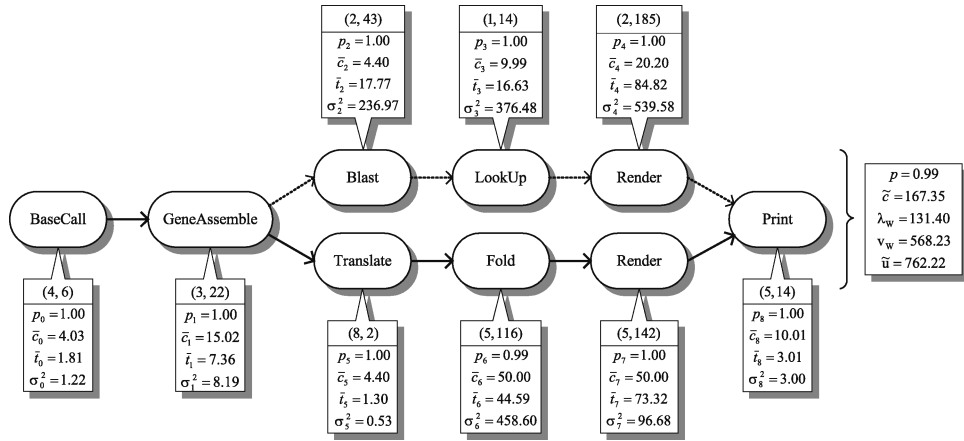 (2, 43)
p₂ = 1.00
c̄₂ = 4.40
t̄₂ = 17.77
σ₂² = 236.97
(1, 14)
p₃ = 1.00
c̄₃ = 9.99
t̄₃ = 16.63
σ₃² = 376.48
(2, 185)
p₄ = 1.00
c̄₄ = 20.20
t̄₄ = 84.82
σ₄² = 539.58
Blast
LookUp
Render
BaseCall
GeneAssemble
Print
Translate
Fold
Render
p = 0.99
c̃ = 167.35
λ_W = 131.40
v_W = 568.23
ũ = 762.22
(4, 6)
p₀ = 1.00
c̄₀ = 4.03
t̄₀ = 1.81
σ₀² = 1.22
(3, 22)
p₁ = 1.00
c̄₁ = 15.02
t̄₁ = 7.36
σ₁² = 8.19
(8, 2)
p₅ = 1.00
c̄₅ = 4.40
t̄₅ = 1.30
σ₅² = 0.53
(5, 116)
p₆ = 0.99
c̄₆ = 50.00
t̄₆ = 44.59
σ₆² = 458.60
(5, 142)
p₇ = 1.00
c̄₇ = 50.00
t̄₇ = 73.32
σ₇² = 96.68
(5, 14)
p₈ = 1.00
c̄₈ = 10.01
t̄₈ = 3.01
σ₈² = 3.00